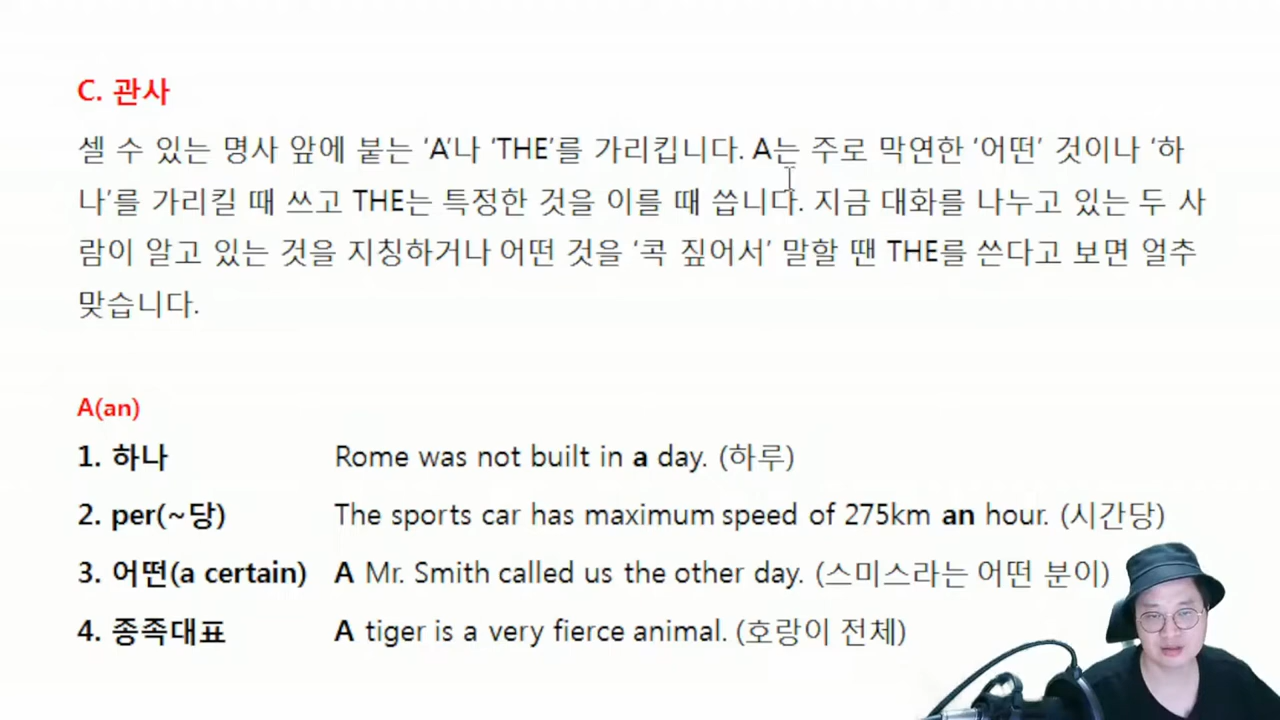 C. 관사
셀 수 있는 명사 앞에 붙는 ‘A’나 ‘THE’를 가리킵니다. A는 주로 막연한 ‘어떤’ 것이나 ‘하
나’를 가리킬 때 쓰고 THE는 특정한 것을 이를 때 씁니다. 지금 대화를 나누고 있는 두 사
람이 알고 있는 것을 지칭하거나 어떤 것을 ‘콕 짚어서’ 말할 땐 THE를 쓴다고 보면 얼추
맞습니다.
A(an)
1. 하나 Rome was not built in a day. (하루)
2. per(~당) The sports car has maximum speed of 275km an hour. (시간당)
3. 어떤(a certain) A Mr. Smith called us the other day. (스미스라는 어떤 분이)
4. 종족대표 A tiger is a very fierce animal. (호랑이 전체)